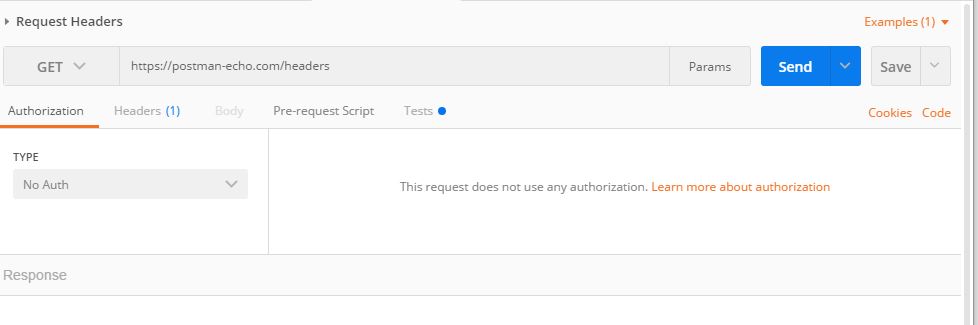 Request Headers
Examples (1)
GET
https://postman-echo.com/headers
Params
Send
Save
Authorization
Headers (1)
Body
Pre-request Script
Tests
Cookies
Code
TYPE
No Auth
This request does not use any authorization. Learn more about authorization
Response